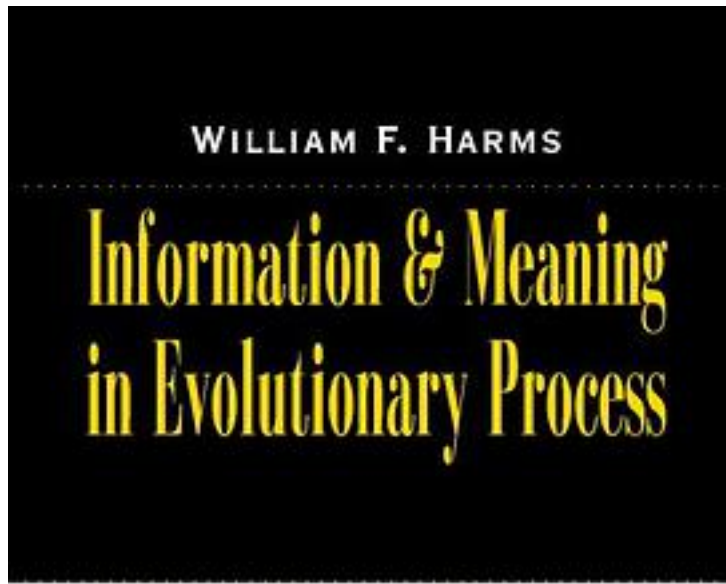 WILLIAM F. HARMS
Information & Meaning
in Evolutionary Process